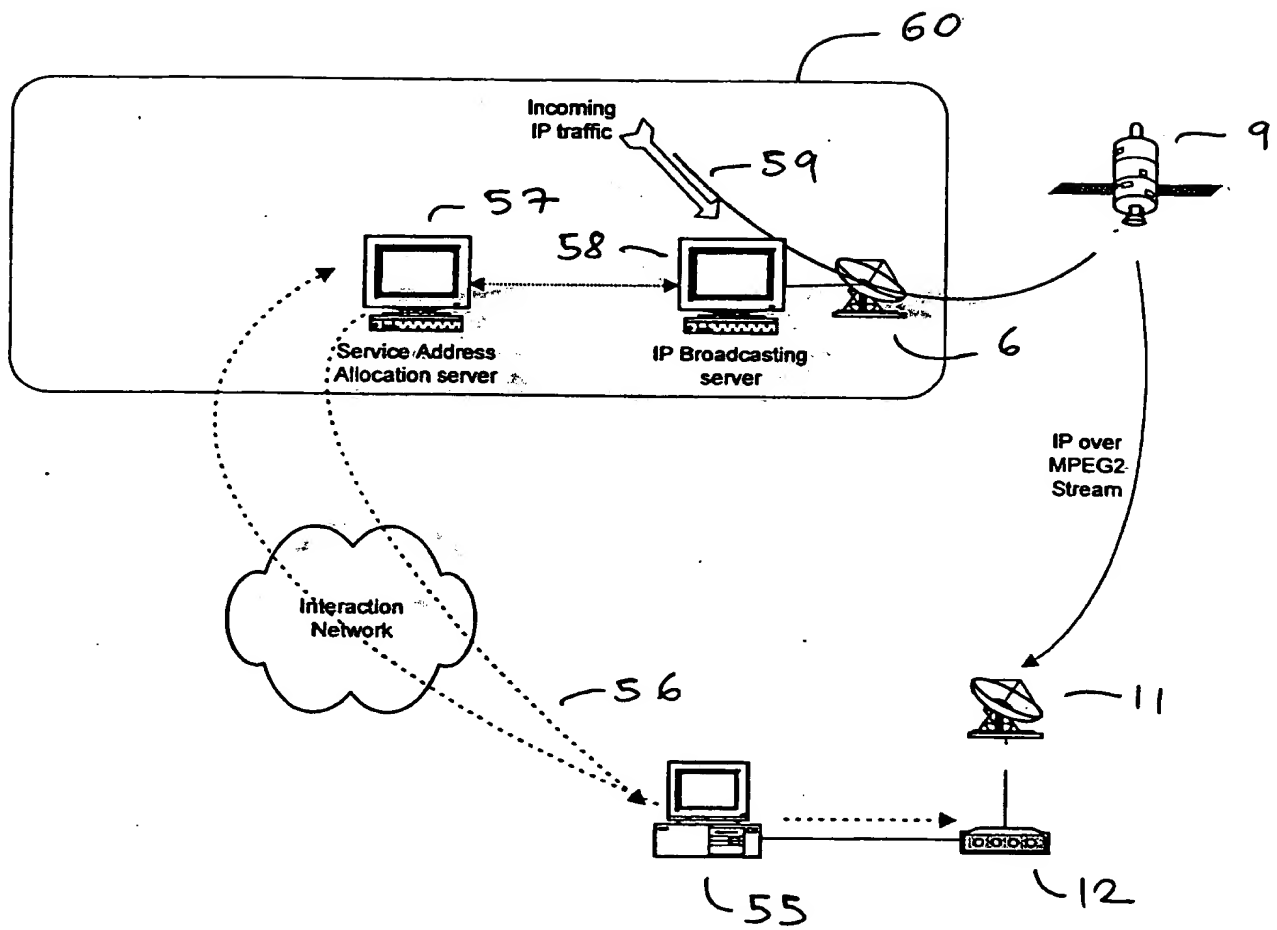 60
Incoming
IP traffic
59
9
57
58
Service Address
Allocation server
IP Broadcasting
server
6
IP over
MPEG2
Stream
Interaction
Network
56
11
55
12